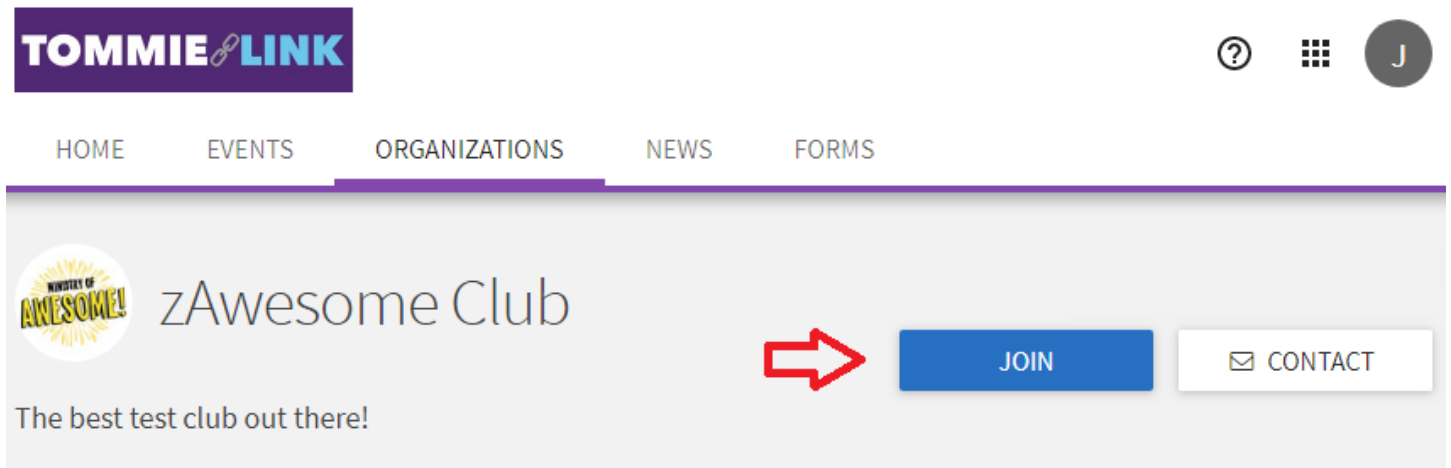 TOMMIE LINK
J
HOME EVENTS ORGANIZATIONS NEWS FORMS
MINISTRY OF
AWESOME!
zAwesome Club
JOIN CONTACT
The best test club out there!